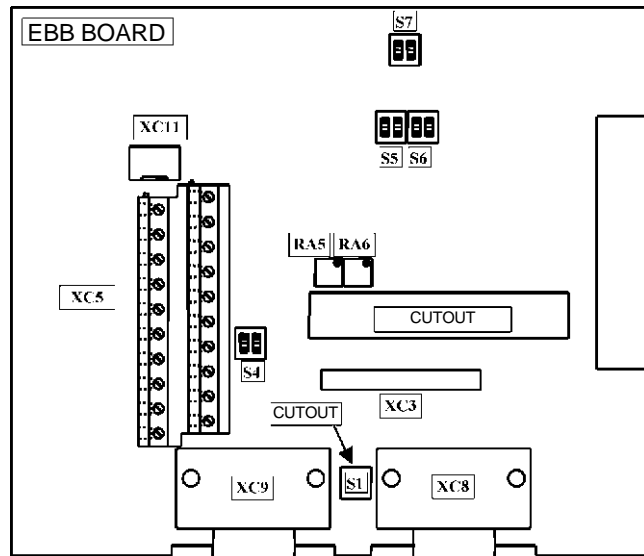 S7
EBB BOARD
XC11
S5 S6
RA5 RA6
XC5
CUTOUT
S4
XC3
CUTOUT
XC9
S1
XC8